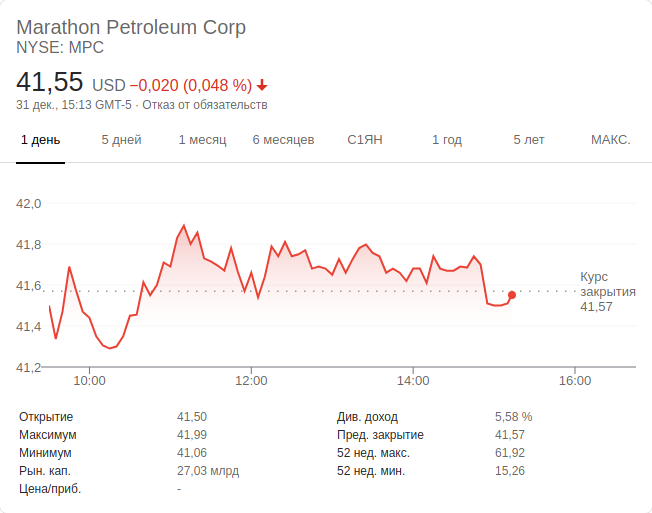 Marathon Petroleum Corp
NYSE: MPC
41,55 USD −0,020 (0,048 %)
31 дек., 15:13 GMT-5 · Отказ от обязательств
1 день 5 дней 1 месяц 6 месяцев С1ЯН 1 год 5 лет МАКС.
42,0
41,8
41,6
41,4
41,2
Курс
закрытия
41,57
10:00 12:00 14:00 16:00
Открытие 41,50 Див. доход 5,58 %
Максимум 41,99 Пред. закрытие 41,57
Минимум 41,06 52 нед. макс. 61,92
Рын. кап. 27,03 млрд 52 нед. мин. 15,26
Цена/приб. -